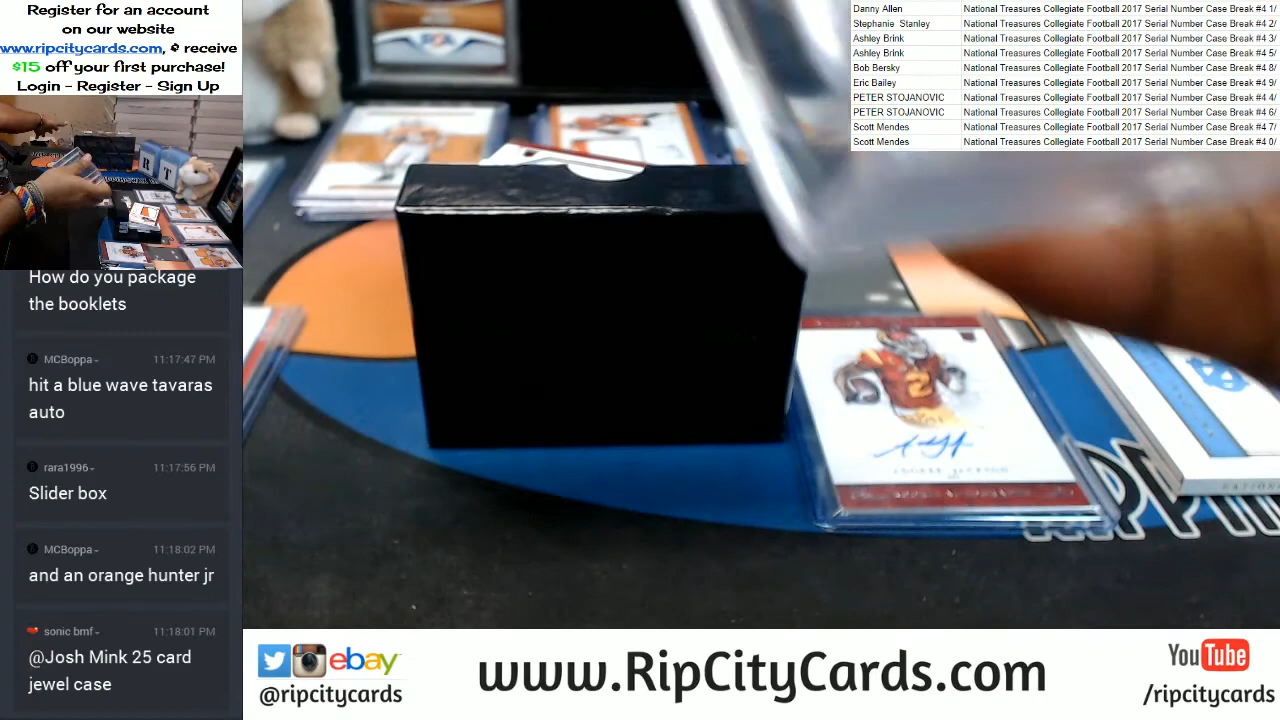 Register for an account
on our website
www.ripcitycards.com, & receive
$15 off your first purchase!
Login - Register - Sign Up
Danny Allen National Treasures Collegiate Football 2017 Serial Number Case Break #4 1/
Stephanie Stanley National Treasures Collegiate Football 2017 Serial Number Case Break #4 2/
Ashley Brink National Treasures Collegiate Football 2017 Serial Number Case Break #4 3/
Ashley Brink National Treasures Collegiate Football 2017 Serial Number Case Break #4 5/
Bob Bersky National Treasures Collegiate Football 2017 Serial Number Case Break #4 8/
Eric Bailey National Treasures Collegiate Football 2017 Serial Number Case Break #4 9/
PETER STOJANOVIC National Treasures Collegiate Football 2017 Serial Number Case Break #4 4/
PETER STOJANOVIC National Treasures Collegiate Football 2017 Serial Number Case Break #4 6/
Scott Mendes National Treasures Collegiate Football 2017 Serial Number Case Break #4 7/
Scott Mendes National Treasures Collegiate Football 2017 Serial Number Case Break #4 0/
R
T
How do you package
the booklets
MCBoppa 11:17:47 PM
hit a blue wave tavaras
auto
rara1996 11:17:56 PM
Slider box
MCBoppa 11:18:02 PM
and an orange hunter jr
sonic bmf 11:18:01 PM
@Josh Mink 25 card
jewel case
2
ebay
@ripcitycards
www.RipCityCards.com
YouTube
/ripcitycards